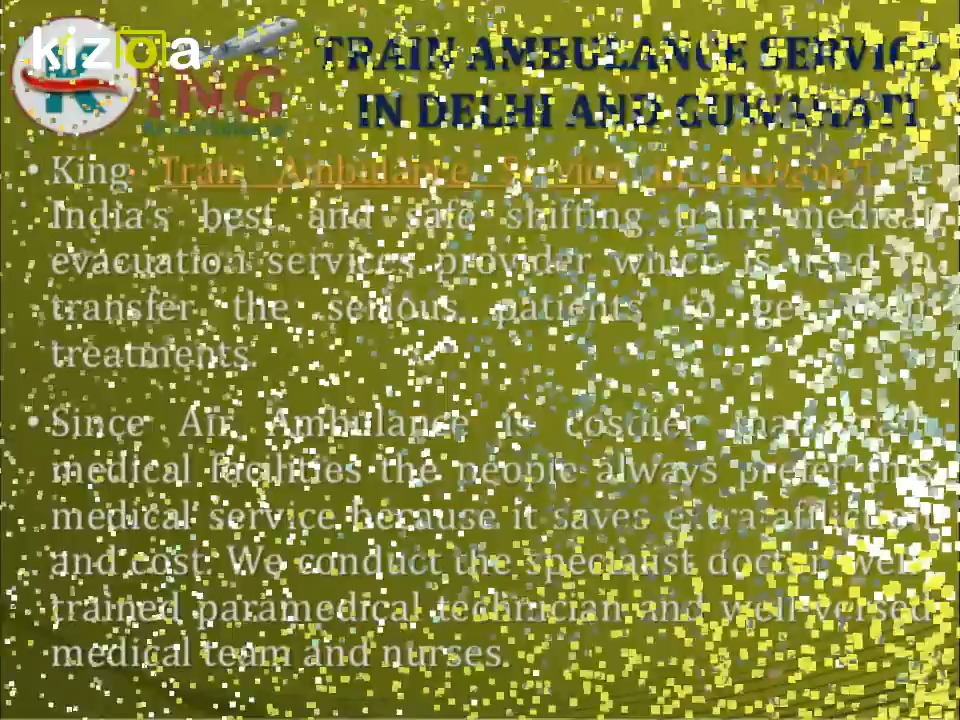 kizoa
KING
TRAIN AMBULANCE SERVICE
IN DELHI AND GUWAHATI
• King Train Ambulance Service in Guwahati is
India's best and safe shifting train medical
evacuation services provider which is used to
transfer the serious patients to get their
treatments.
• Since Air Ambulance is costlier than train
medical facilities the people always prefer this
medical service because it saves extra affliction
and cost. We conduct the specialist doctor, well-
trained paramedical technician and well-versed
medical team and nurses.